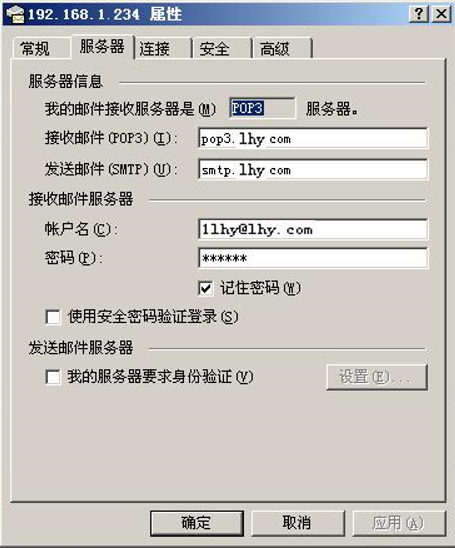 192.168.1.234 属性
常规 服务器 连接 安全 高级
服务器信息
我的邮件接收服务器是(M) POP3 服务器。
接收邮件(POP3)(I): pop3.lhy com
发送邮件(SMTP)(U): smtp.lhy com
接收邮件服务器
帐户名(C): 1lhy@lhy.com
密码(P): ******
记住密码(W)
使用安全密码验证登录(S)
发送邮件服务器
我的服务器要求身份验证(V) 设置(E)...
确定 取消 应用(A)